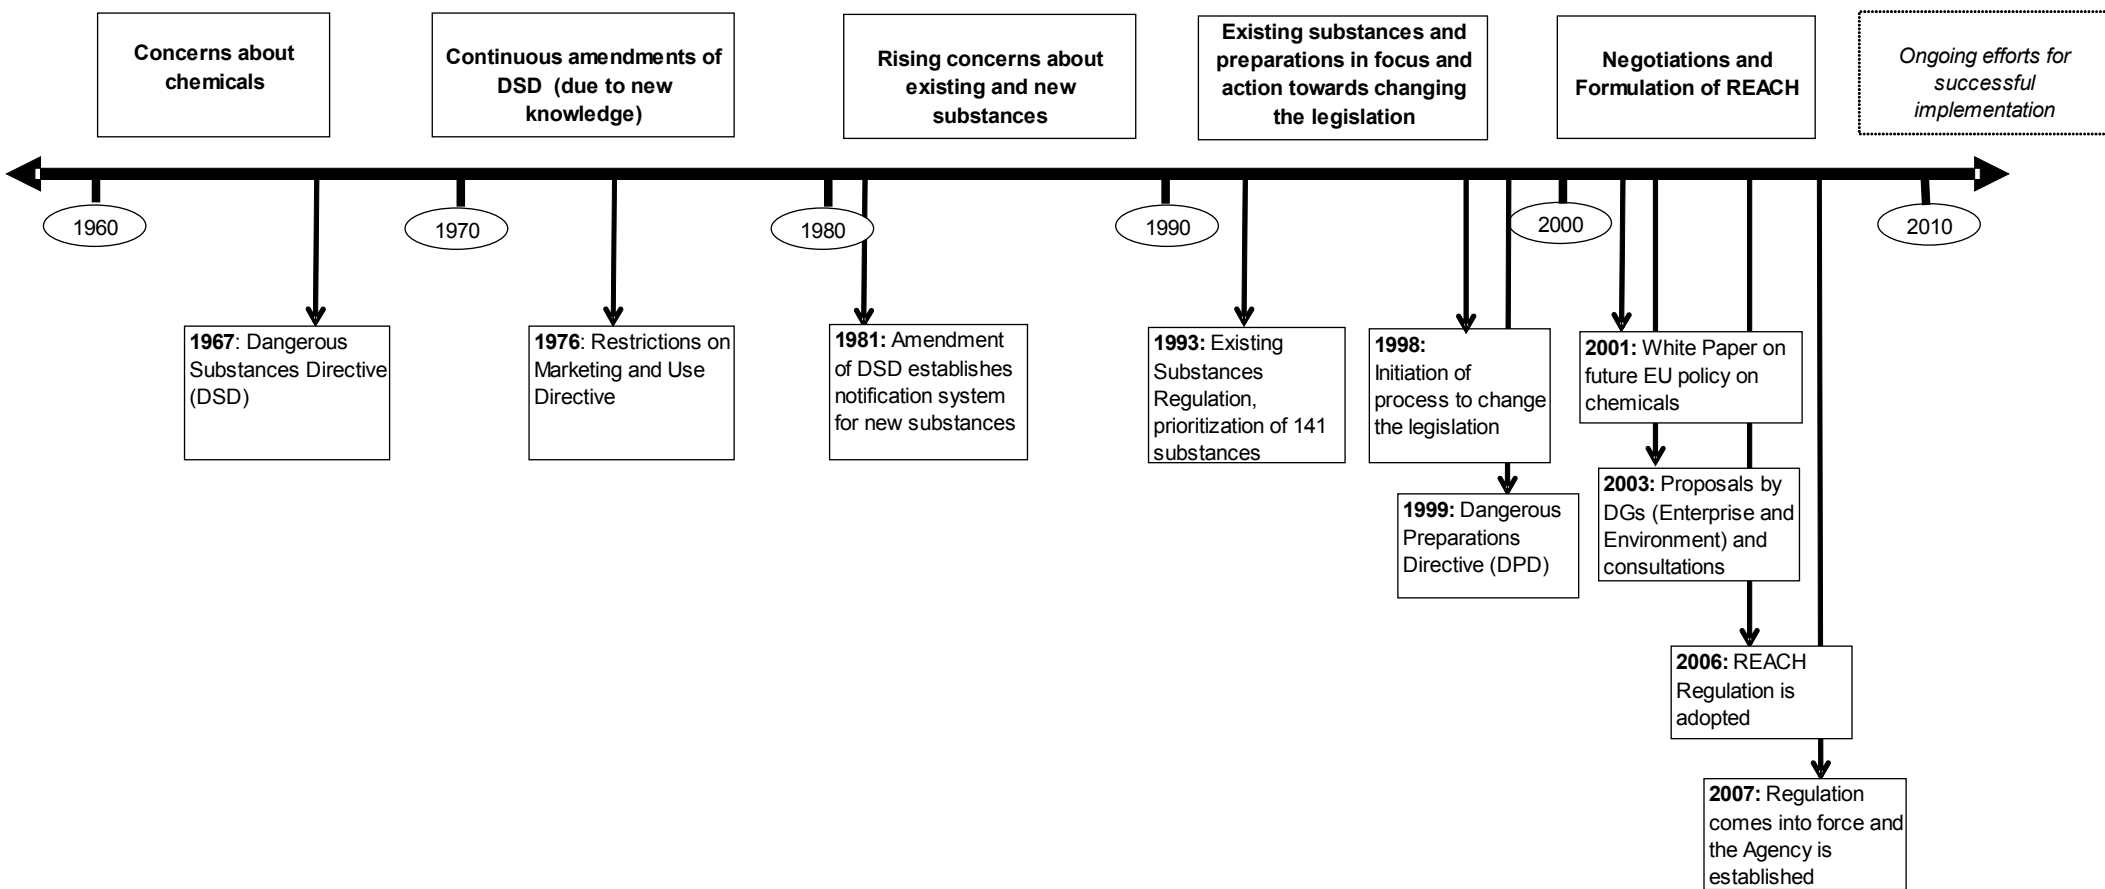 Concerns about
chemicals
Continuous amendments of
DSD (due to new
knowledge)
Rising concerns about
existing and new
substances
Existing substances and
preparations in focus and
action towards changing
the legislation
Negotiations and
Formulation of REACH
Ongoing efforts for
successful
implementation
1960
1970
1980
1990
2000
2010
1967: Dangerous
Substances Directive
(DSD)
1976: Restrictions on
Marketing and Use
Directive
1981: Amendment
of DSD establishes
notification system
for new substances
1993: Existing
Substances
Regulation,
prioritization of 141
substances
1998:
Initiation of
process to change
the legislation
1999: Dangerous
Preparations
Directive (DPD)
2001: White Paper on
future EU policy on
chemicals
2003: Proposals by
DGs (Enterprise and
Environment) and
consultations
2006: REACH
Regulation is
adopted
2007: Regulation
comes into force and
the Agency is
established